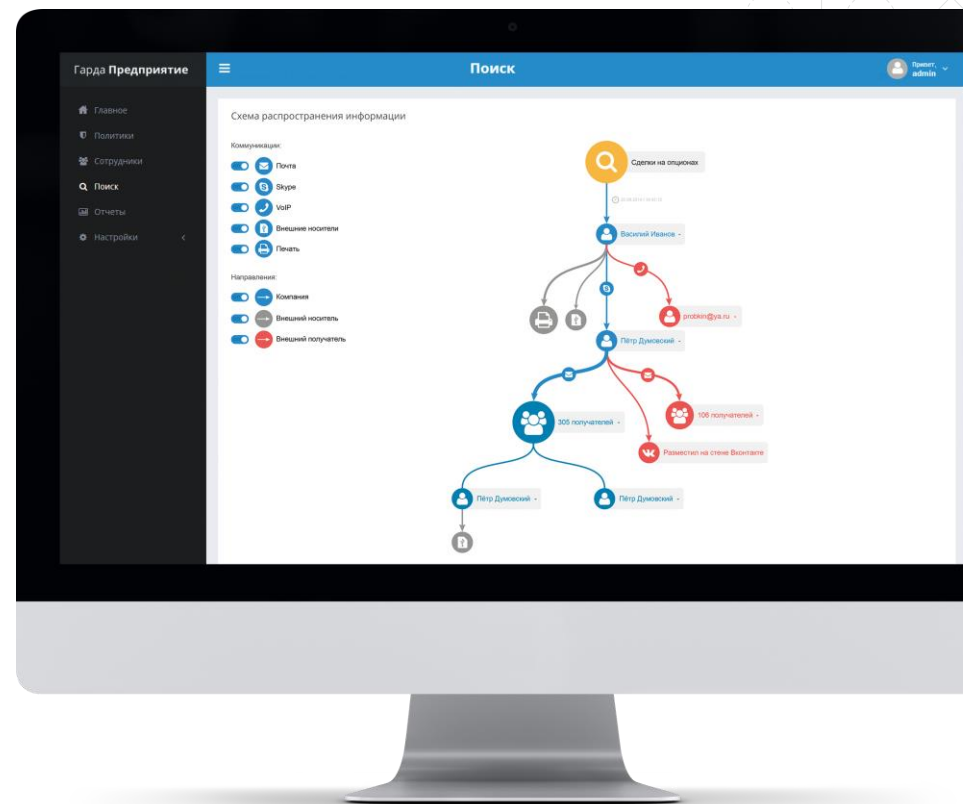 Гарда Предприятие
Поиск
Привет,
admin
Главное
Политики
Сотрудники
Поиск
Отчеты
Настройки
Схема распространения информации
Коммуникации:
Почта
Skype
VoIP
Внешние носители
Печать
Направления:
Компания
Внешний носитель
Внешний получатель
Сделки на опционах
Василий Иванов
probkin@ya.ru
Пётр Думовский
305 получателей
106 получателей
Разместил на стене Вконтакте
Пётр Думовский
Пётр Думовский